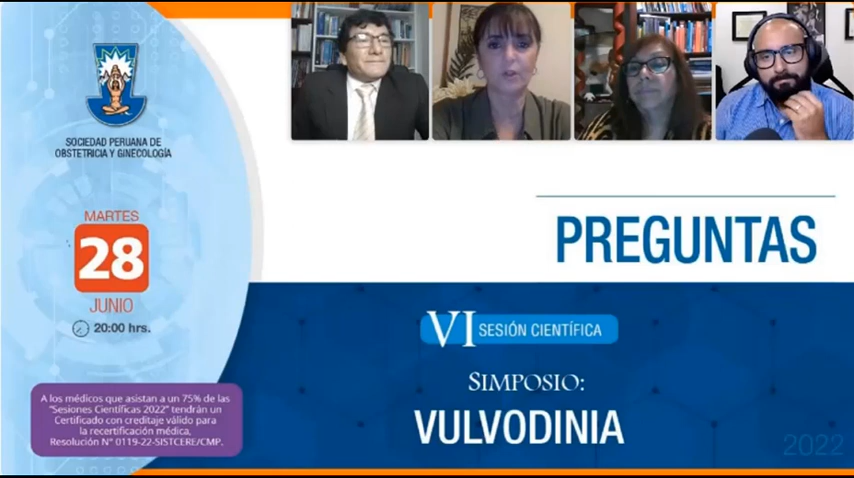 SOCIEDAD PERUANA DE
OBSTETRICIA Y GINECOLOGÍA
MARTES
28
JUNIO
20:00 hrs.
A los médicos que asistan a un 75% de las
"Sesiones Científicas 2022" tendrán un
Certificado con creditaje válido para
la recertificación médica,
Resolución N° 0119-22-SISTCERE/CMP.
PREGUNTAS
VI SESIÓN CIENTÍFICA
SIMPOSIO:
VULVODINIA
2022